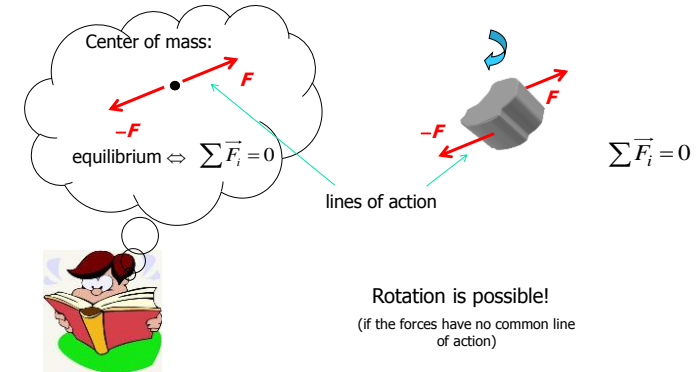 Center of mass:
F
–F
equilibrium ⇔ ∑F⃗ᵢ = 0
F
–F
∑F⃗ᵢ = 0
lines of action
Rotation is possible!
(if the forces have no common line
of action)